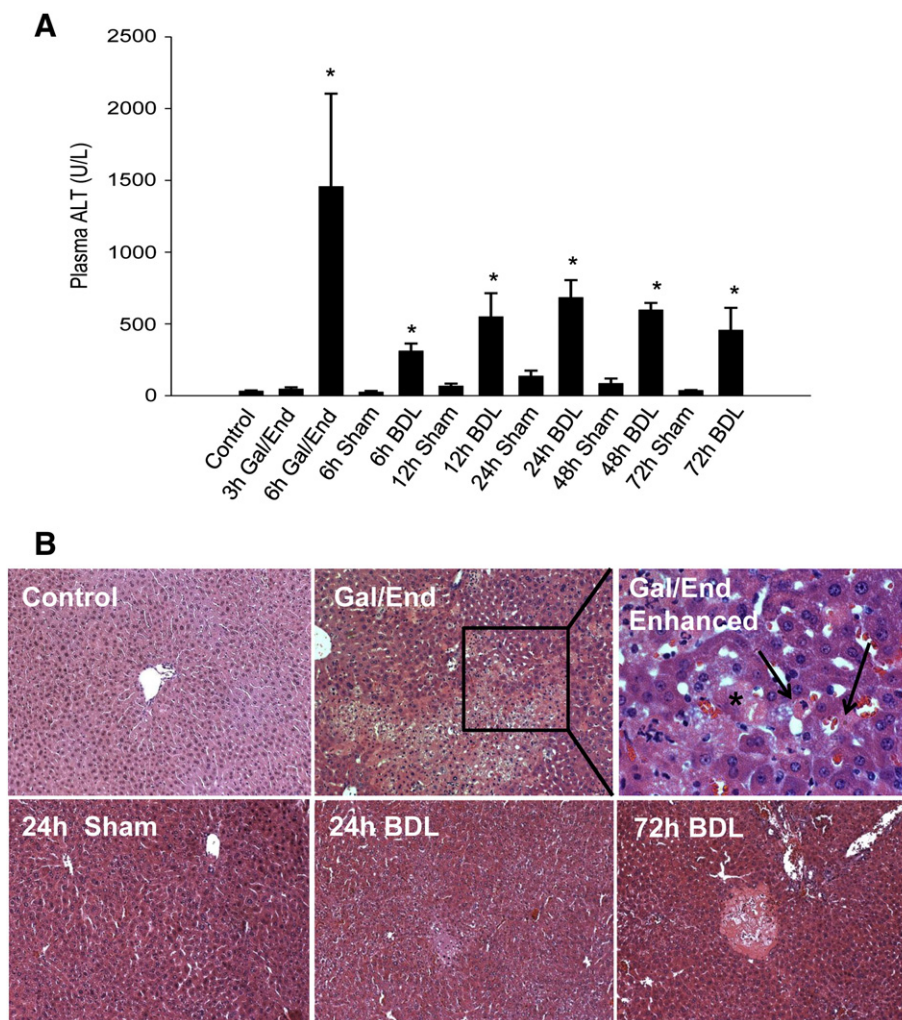 A
Plasma ALT (U/L)
2500
2000
1500
1000
500
0
* * * * * *
Control
3h Gal/End
6h Gal/End
6h Sham
6h BDL
12h Sham
12h BDL
24h Sham
24h BDL
48h Sham
48h BDL
72h Sham
72h BDL
B
Control
Gal/End
Gal/End
Enhanced
*
24h Sham
24h BDL
72h BDL